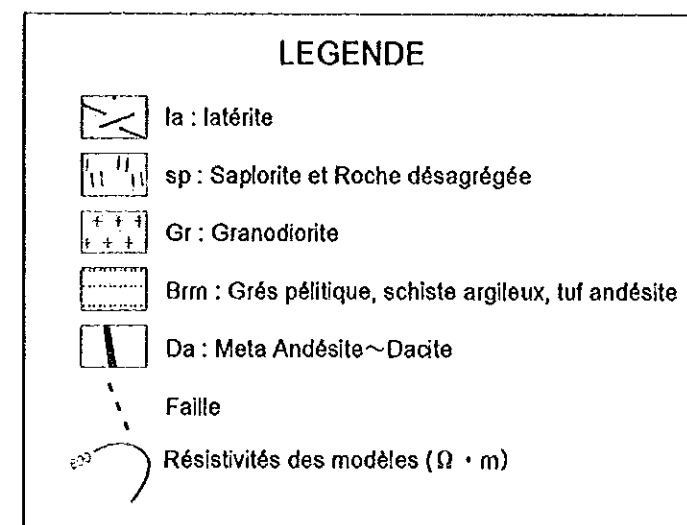 LEGENDE
la : latérite
sp : Saplorite et Roche désagrégée
Gr : Granodiorite
Brm : Grés pélitique, schiste argileux, tuf andésite
Da : Meta Andésite～Dacite
Faille
Résistivités des modèles (Ω・m)